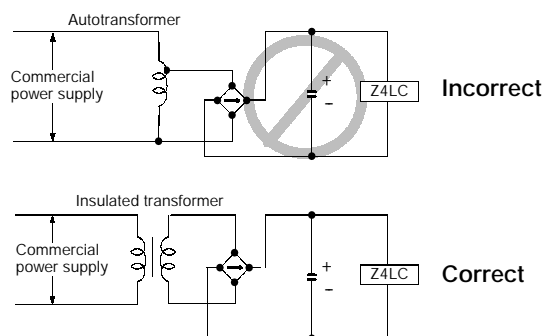 Autotransformer
Commercial
power supply
+
−
Z4LC
Incorrect
Insulated transformer
Commercial
power supply
+
−
Z4LC
Correct